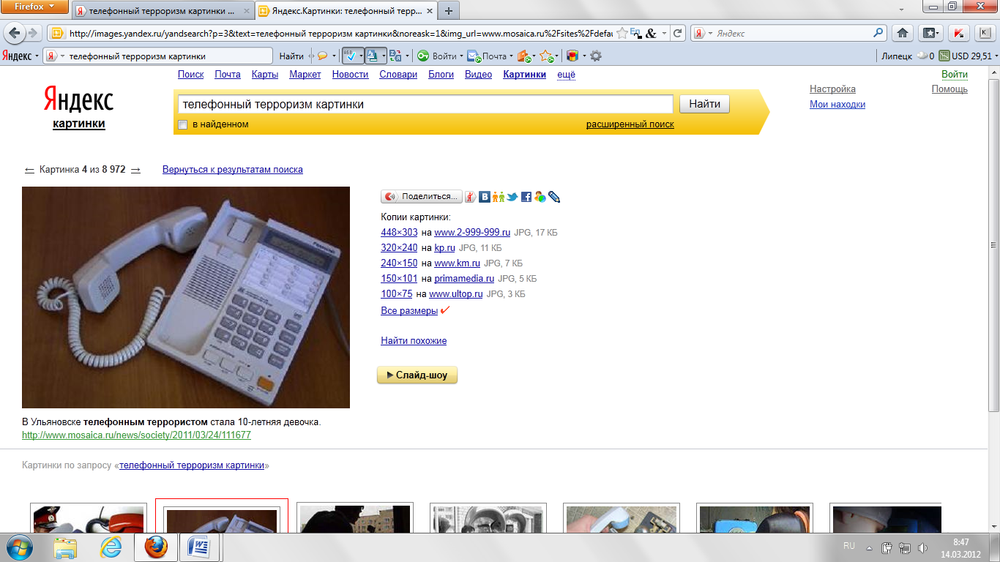 Firefox
телефонный терроризм картинки ...
Яндекс.Картинки: телефонный терр...
http://images.yandex.ru/yandsearch?p=3&text=телефонный терроризм картинки&noreask=1&img_url=www.mosaica.ru%2Fsites%2Fdefau
Яндекс
Яндекс
телефонный терроризм картинки
Найти
Войти
Почта
Липецк
0
USD 29,51
Поиск Почта Карты Маркет Новости Словари Блоги Видео Картинки ещё
Войти
Яндекс
картинки
телефонный терроризм картинки
Найти
в найденном
расширенный поиск
Настройка
Помощь
Мои находки
← Картинка 4 из 8 972 →
Вернуться к результатам поиска
Panasonic
Поделиться...
Копии картинки:
448×303 на www.2-999-999.ru JPG, 17 КБ
320×240 на kp.ru JPG, 11 КБ
240×150 на www.km.ru JPG, 7 КБ
150×101 на primamedia.ru JPG, 5 КБ
100×75 на www.ultop.ru JPG, 3 КБ
Все размеры
Найти похожие
Слайд-шоу
В Ульяновске телефонным террористом стала 10-летняя девочка.
http://www.mosaica.ru/news/society/2011/03/24/111677
Картинки по запросу «телефонный терроризм картинки»
RU
8:47
14.03.2012